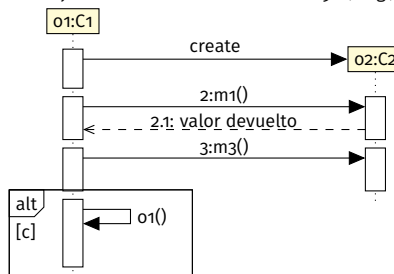 o1:C1
create
o2:C2
2:m1()
2.1: valor devuelto
3:m3()
alt
o1()
[c]